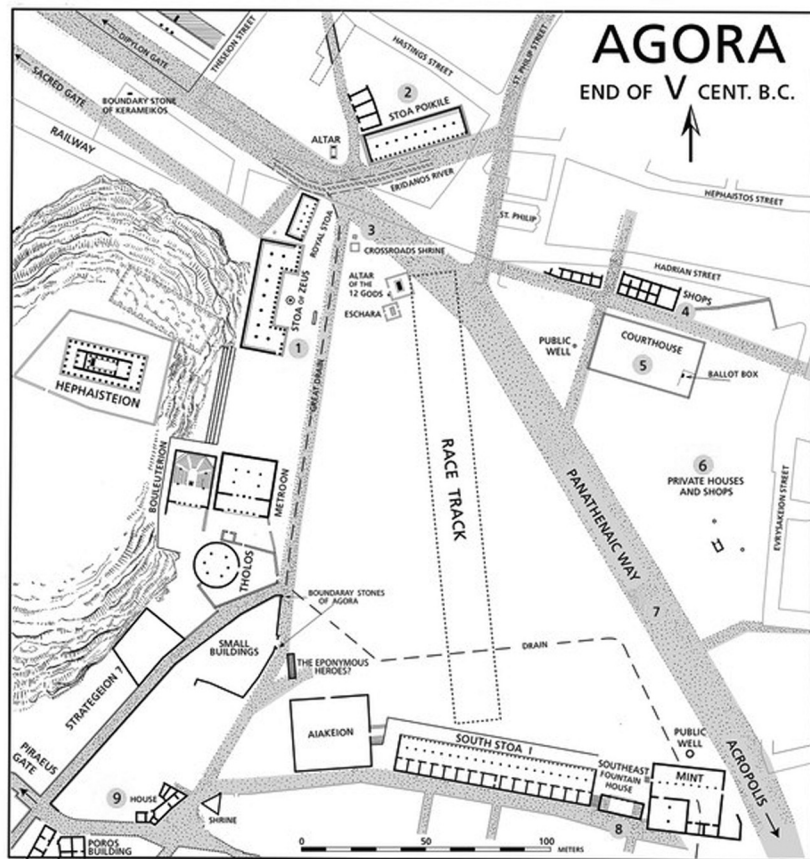 AGORA
END OF V CENT. B.C.
DIPYLON GATE
THESEION STREET
SACRED GATE
BOUNDARY STONE
OF KERAMEIKOS
RAILWAY
HASTINGS STREET
ST. PHILIP STREET
2
STOA POIKILE
ALTAR
ERIDANOS RIVER
HEPHAISTOS STREET
ST. PHILIP
ROYAL STOA
3
CROSSROADS SHRINE
HADRIAN STREET
STOA OF ZEUS
ALTAR
OF THE
12 GODS
ESCHARA
SHOPS
4
1
PUBLIC
WELL
COURTHOUSE
5
BALLOT BOX
HEPHAISTEION
GREAT DRAIN
RACE TRACK
PANATHENAIC WAY
6
PRIVATE HOUSES
AND SHOPS
EVRYSAKEION STREET
BOULEUTERION
METROON
THOLOS
BOUNDARAY STONES
OF AGORA
7
SMALL
BUILDINGS
DRAIN
STRATEGEION ?
THE EPONYMOUS
HEROES?
AIAKEION
SOUTH STOA I
PUBLIC
WELL
SOUTHEAST
FOUNTAIN
HOUSE
MINT
ACROPOLIS
PIRAEUS
GATE
9
HOUSE
SHRINE
8
POROS
BUILDING
0 50 100
METERS